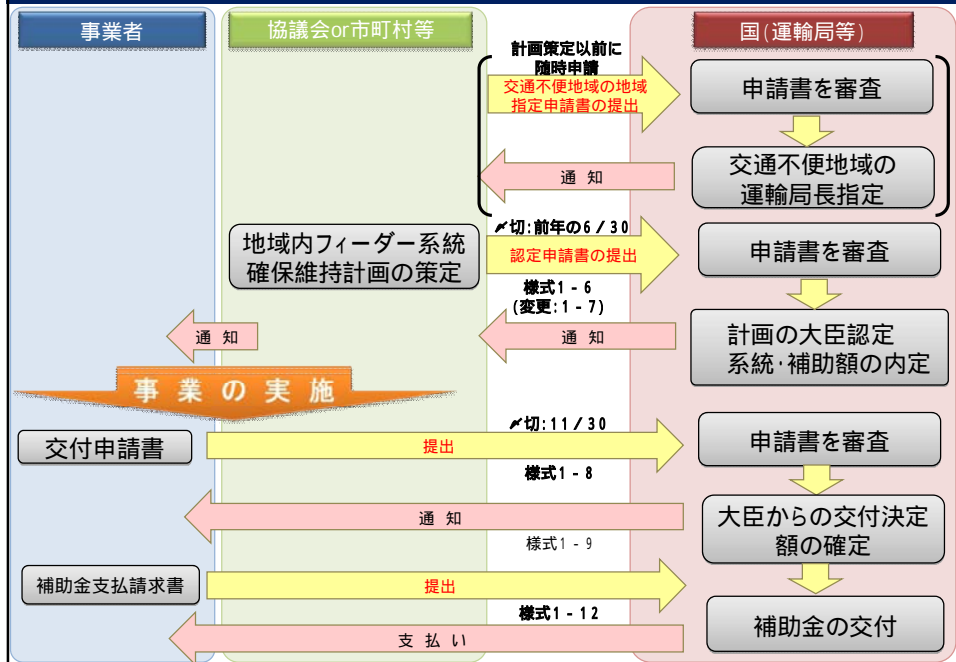 事業者
協議会or市町村等
国(運輸局等)
計画策定以前に
随時申請
交通不便地域の地域
指定申請書の提出
申請書を審査
通 知
交通不便地域の
運輸局長指定
〆切:前年の6/30
地域内フィーダー系統
確保維持計画の策定
認定申請書の提出
申請書を審査
様式1-6
(変更:1-7)
通 知
通 知
計画の大臣認定
系統・補助額の内定
事業の実施
〆切:11/30
交付申請書
提出
申請書を審査
様式1-8
通 知
大臣からの交付決定
額の確定
様式1-9
補助金支払請求書
提出
様式1-12
補助金の交付
支払い